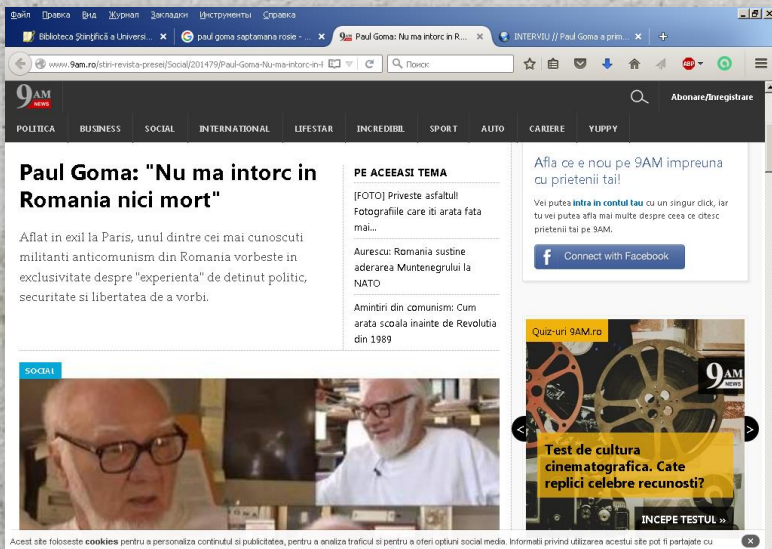 Файл Правка Вид Журнал Закладки Инструменты Справка
Biblioteca Științifică a Universi...
paul goma saptamana rosie - ...
Paul Goma: Nu ma intorc in R...
INTERVIU // Paul Goma a prim...
www.9am.ro/stiri-revista-presei/Social/201479/Paul-Goma-Nu-ma-intorc-in-
Поиск
ABP
9AM NEWS
Abonare/Inregistrare
POLITICA BUSINESS SOCIAL INTERNATIONAL LIFESTAR INCREDIBIL SPORT AUTO CARIERE YUPPY
Paul Goma: "Nu ma intorc in
Romania nici mort"
Aflat in exil la Paris, unul dintre cei mai cunoscuti
militanti anticomunism din Romania vorbeste in
exclusivitate despre "experienta" de detinut politic,
securitate si libertatea de a vorbi.
PE ACEEASI TEMA
[FOTO] Priveste asfaltul!
Fotografiile care iti arata fata
mai...
Aurescu: Romania sustine
aderarea Muntenegrului la
NATO
Amintiri din comunism: Cum
arata scoala inainte de Revolutia
din 1989
Afla ce e nou pe 9AM impreuna
cu prietenii tai!
Vei putea intra in contul tau cu un singur click, iar
tu vei putea afla mai multe despre ceea ce citesc
prietenii tai pe 9AM.
f Connect with Facebook
SOCIAL
Quiz-uri 9AM.ro
9AM NEWS
Test de cultura
cinematografica. Cate
replici celebre recunosti?
INCEPE TESTUL »
Acest site foloseste cookies pentru a personaliza continutul si publicitatea, pentru a analiza traficul si pentru a oferi optiuni social media. Informatii privind utilizarea acestui site pot fi partajate cu